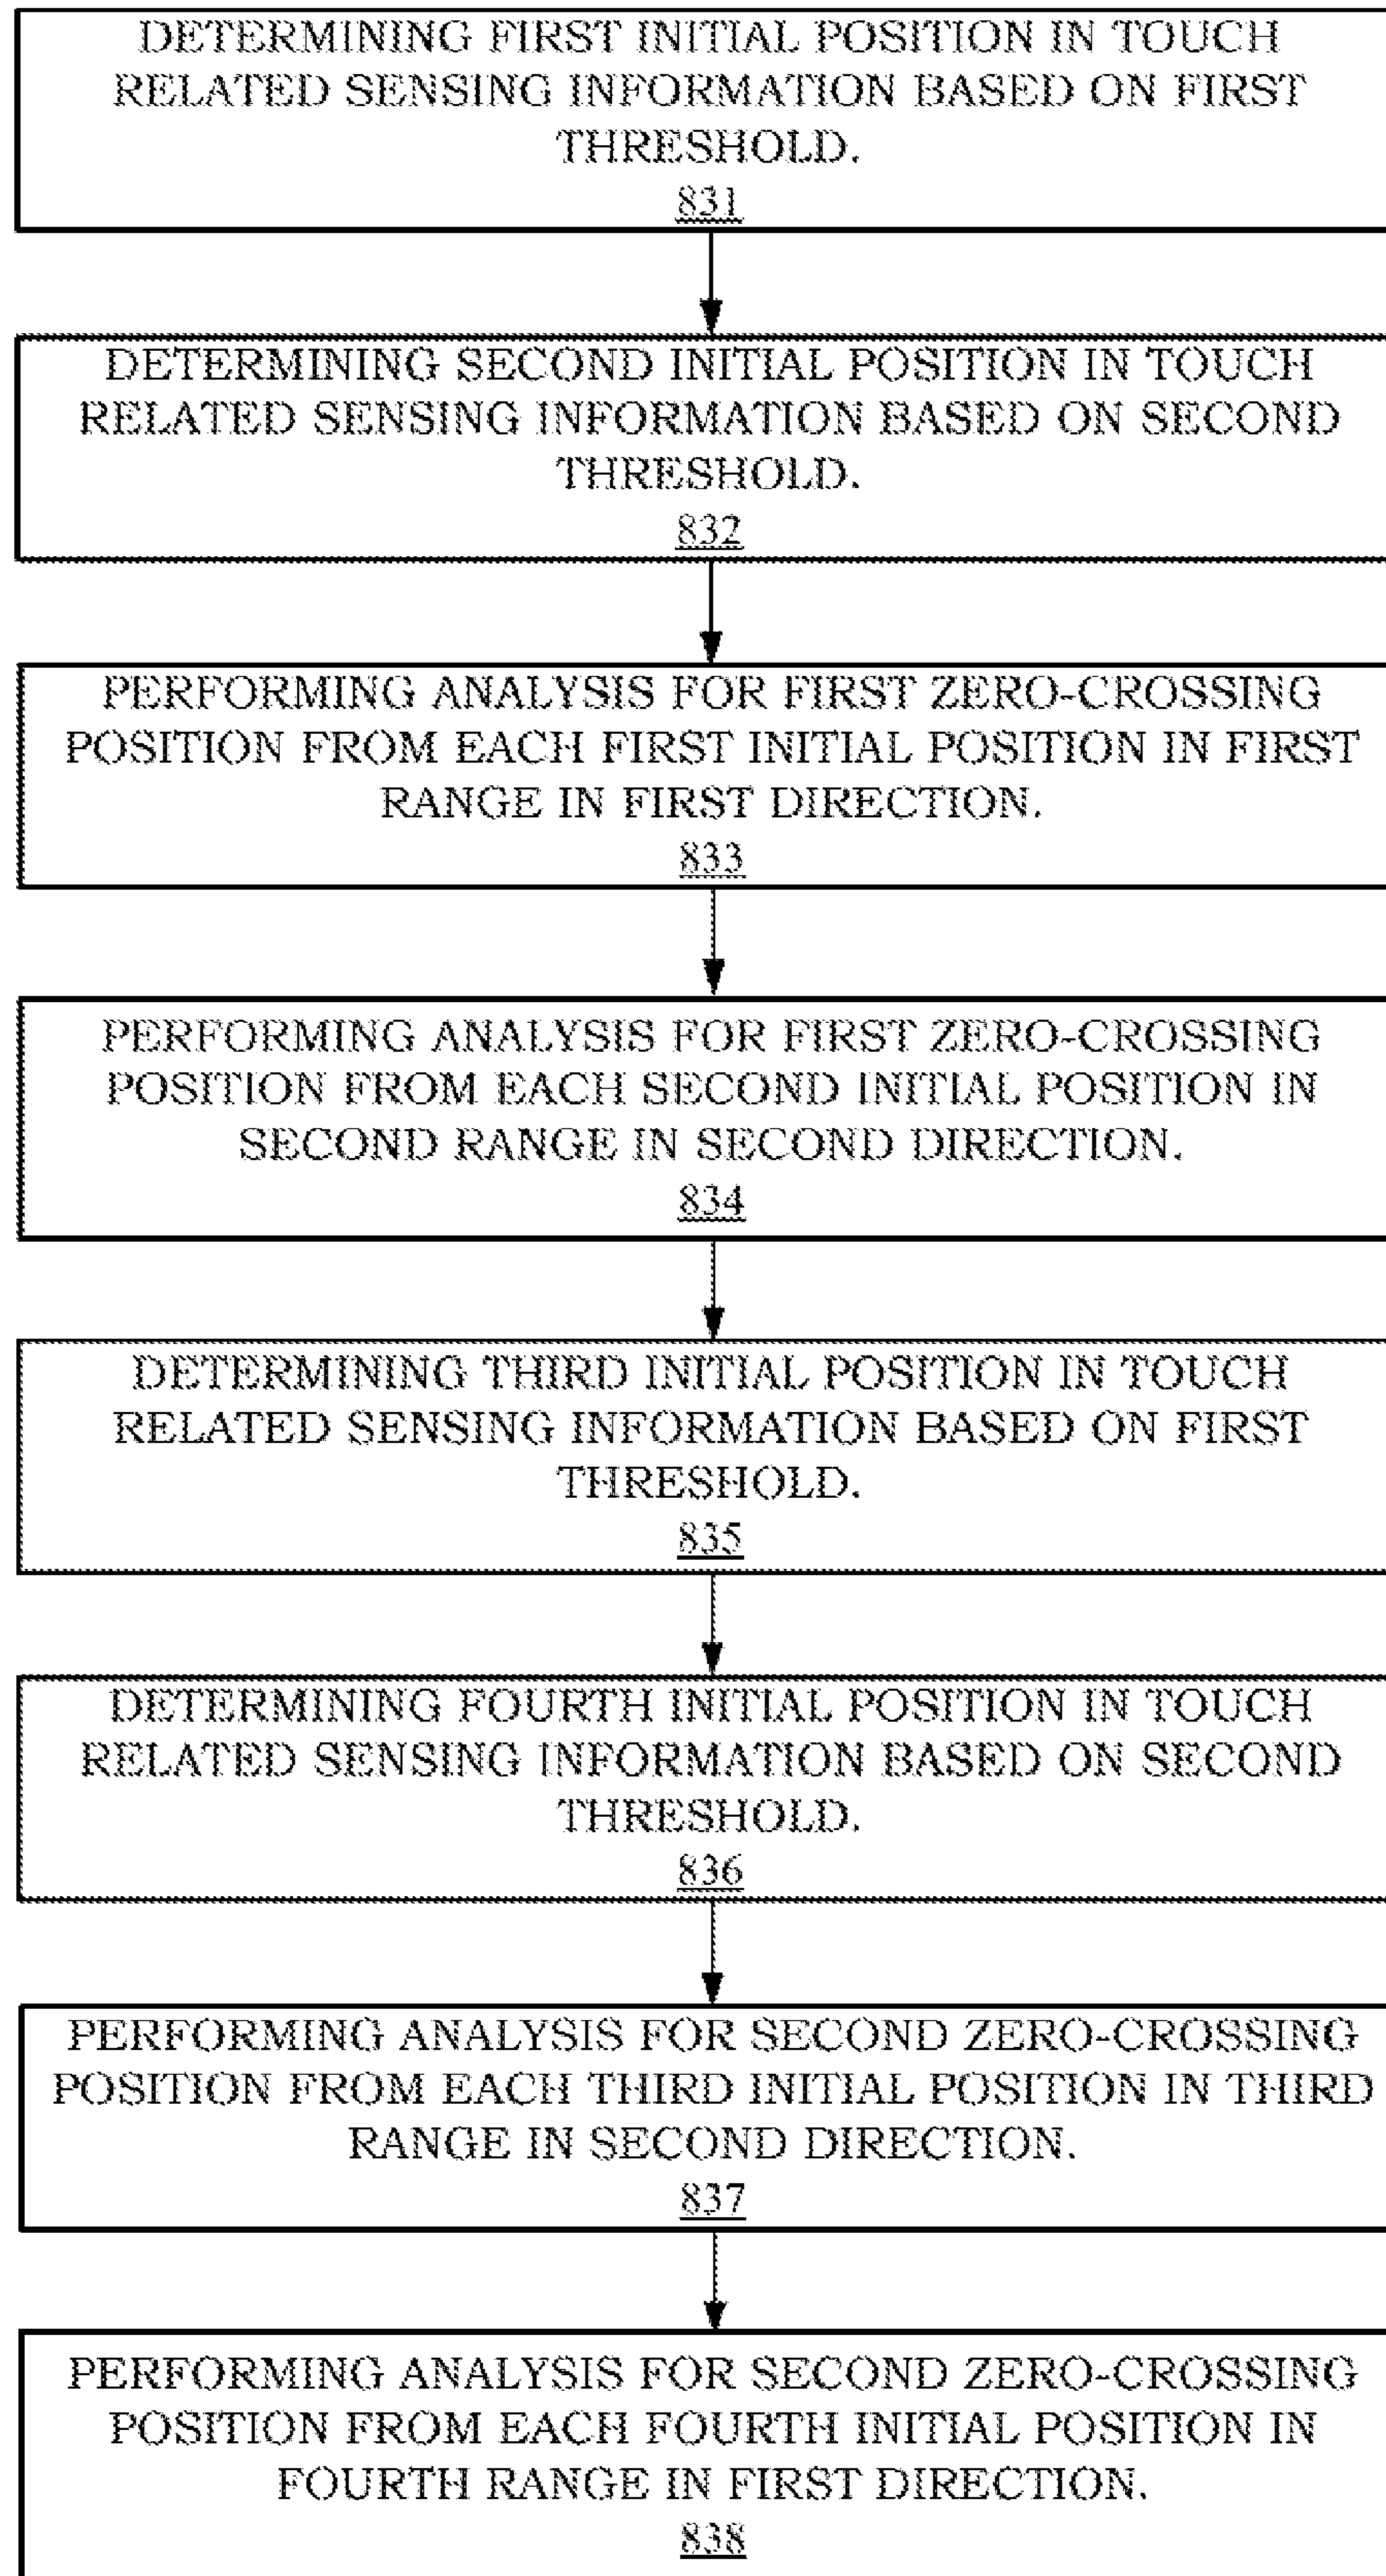 DETERMINING FIRST INITIAL POSITION IN TOUCH
RELATED SENSING INFORMATION BASED ON FIRST
THRESHOLD.
831
DETERMINING SECOND INITIAL POSITION IN TOUCH
RELATED SENSING INFORMATION BASED ON SECOND
THRESHOLD.
832
PERFORMING ANALYSIS FOR FIRST ZERO-CROSSING
POSITION FROM EACH FIRST INITIAL POSITION IN FIRST
RANGE IN FIRST DIRECTION.
833
PERFORMING ANALYSIS FOR FIRST ZERO-CROSSING
POSITION FROM EACH SECOND INITIAL POSITION IN
SECOND RANGE IN SECOND DIRECTION.
834
DETERMINING THIRD INITIAL POSITION IN TOUCH
RELATED SENSING INFORMATION BASED ON FIRST
THRESHOLD.
835
DETERMINING FOURTH INITIAL POSITION IN TOUCH
RELATED SENSING INFORMATION BASED ON SECOND
THRESHOLD.
836
PERFORMING ANALYSIS FOR SECOND ZERO-CROSSING
POSITION FROM EACH THIRD INITIAL POSITION IN THIRD
RANGE IN SECOND DIRECTION.
837
PERFORMING ANALYSIS FOR SECOND ZERO-CROSSING
POSITION FROM EACH FOURTH INITIAL POSITION IN
FOURTH RANGE IN FIRST DIRECTION.
838